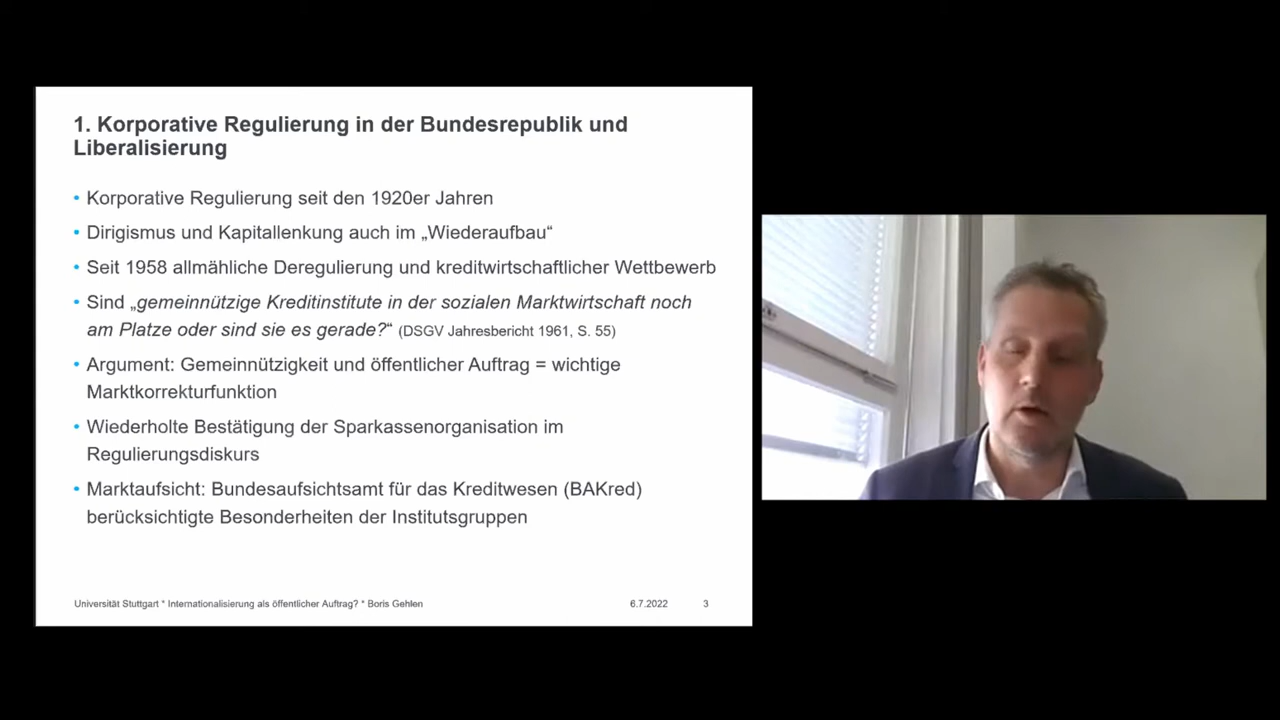 1. Korporative Regulierung in der Bundesrepublik und
Liberalisierung
• Korporative Regulierung seit den 1920er Jahren
• Dirigismus und Kapitallenkung auch im „Wiederaufbau“
• Seit 1958 allmähliche Deregulierung und kreditwirtschaftlicher Wettbewerb
• Sind „gemeinnützige Kreditinstitute in der sozialen Marktwirtschaft noch
am Platze oder sind sie es gerade?“ (DSGV Jahresbericht 1961, S. 55)
• Argument: Gemeinnützigkeit und öffentlicher Auftrag = wichtige
Marktkorrekturfunktion
• Wiederholte Bestätigung der Sparkassenorganisation im
Regulierungsdiskurs
• Marktaufsicht: Bundesaufsichtsamt für das Kreditwesen (BAKred)
berücksichtigte Besonderheiten der Institutsgruppen
Universität Stuttgart * Internationalisierung als öffentlicher Auftrag? * Boris Gehlen 6.7.2022 3